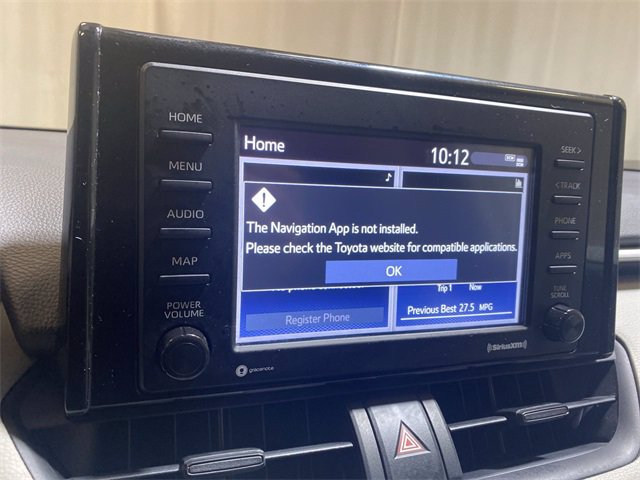 HOME
MENU
AUDIO
MAP
POWER
VOLUME
gracenote
Home
10:12
The Navigation App is not installed.
Please check the Toyota website for compatible applications.
OK
Register Phone
Trip 1 Now
Previous Best 27.5 MPG
SEEK >
< TRACK
PHONE
APPS
TUNE
SCROLL
SiriusXM